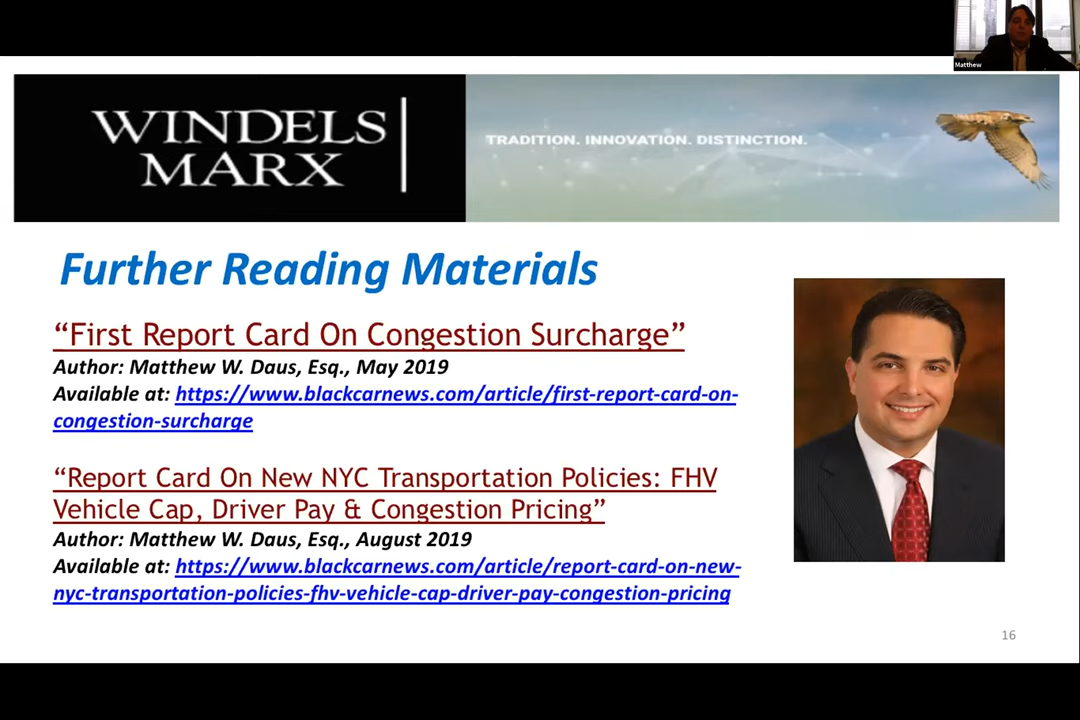 Matthew
WINDELS
MARX
TRADITION. INNOVATION. DISTINCTION.
Further Reading Materials
“First Report Card On Congestion Surcharge”
Author: Matthew W. Daus, Esq., May 2019
Available at: https://www.blackcarnews.com/article/first-report-card-on-
congestion-surcharge
“Report Card On New NYC Transportation Policies: FHV
Vehicle Cap, Driver Pay & Congestion Pricing”
Author: Matthew W. Daus, Esq., August 2019
Available at: https://www.blackcarnews.com/article/report-card-on-new-
nyc-transportation-policies-fhv-vehicle-cap-driver-pay-congestion-pricing
16